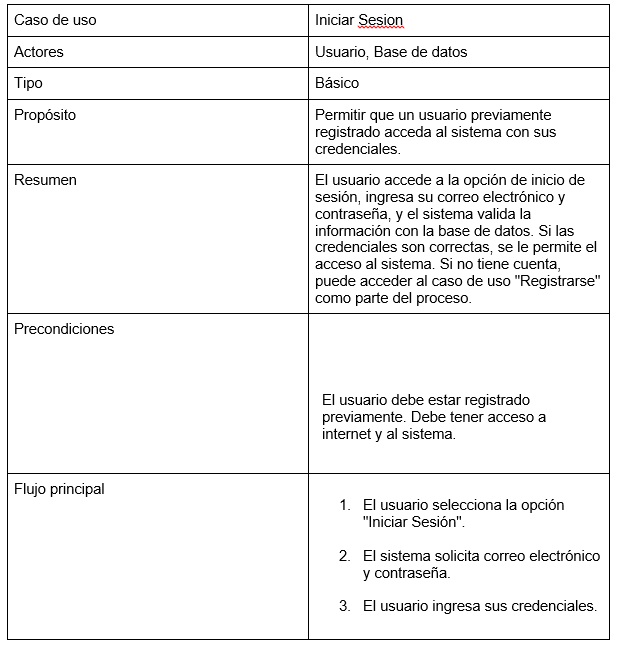 Caso de uso
Iniciar Sesion
Actores
Usuario, Base de datos
Tipo
Básico
Propósito
Permitir que un usuario previamente
registrado acceda al sistema con sus
credenciales.
Resumen
El usuario accede a la opción de inicio de
sesión, ingresa su correo electrónico y
contraseña, y el sistema valida la
información con la base de datos. Si las
credenciales son correctas, se le permite el
acceso al sistema. Si no tiene cuenta,
puede acceder al caso de uso "Registrarse"
como parte del proceso.
Precondiciones
El usuario debe estar registrado
previamente. Debe tener acceso a
internet y al sistema.
Flujo principal
1. El usuario selecciona la opción
"Iniciar Sesión".
2. El sistema solicita correo electrónico
y contraseña.
3. El usuario ingresa sus credenciales.